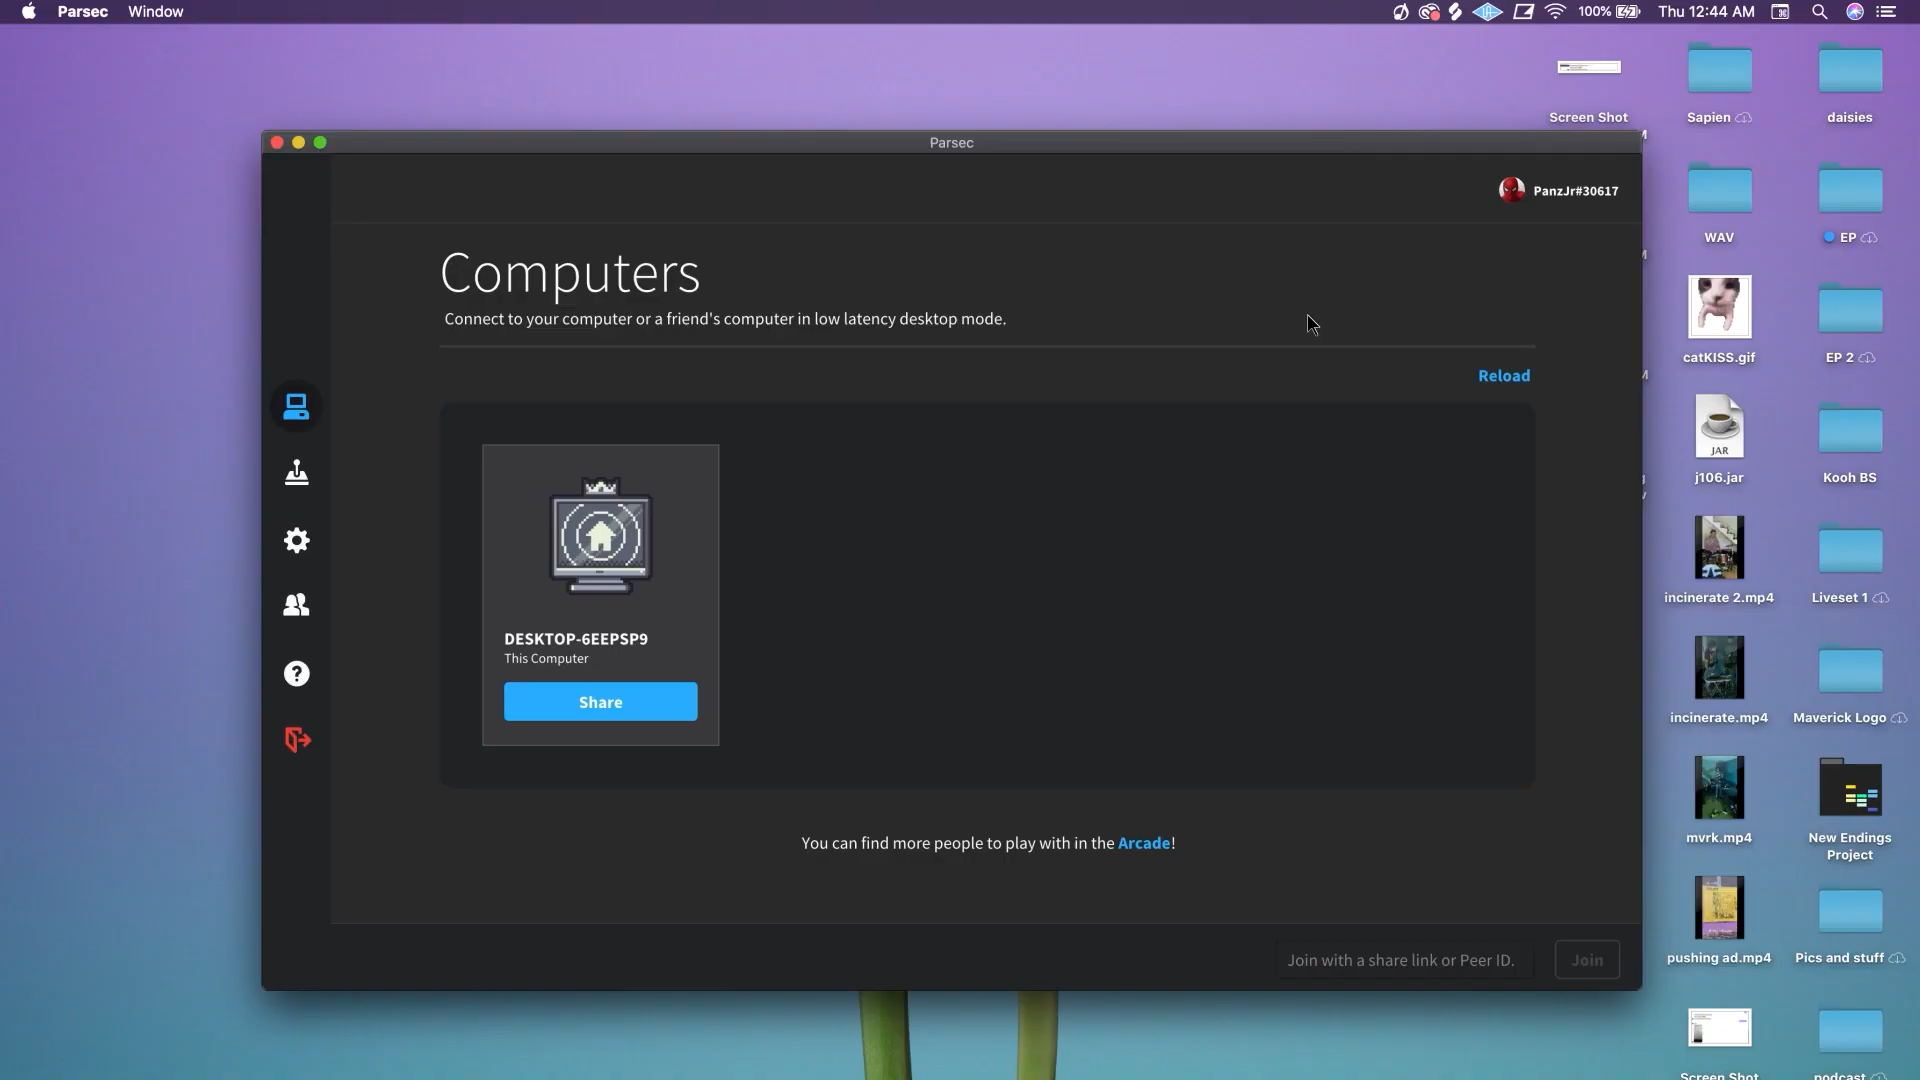 Parsec Window
100% Thu 12:44 AM
Screen Shot
Sapien
daisies
Parsec
PanzJr#30617
WAV
EP
Computers
Connect to your computer or a friend's computer in low latency desktop mode.
catKISS.gif
EP 2
Reload
JAR
j106.jar
Kooh BS
incinerate 2.mp4
Liveset 1
DESKTOP-6EEPSP9
This Computer
Share
incinerate.mp4
Maverick Logo
You can find more people to play with in the Arcade!
mvrk.mp4
New Endings
Project
Join with a share link or Peer ID.
Join
pushing ad.mp4
Pics and stuff
Screen Shot
podcast